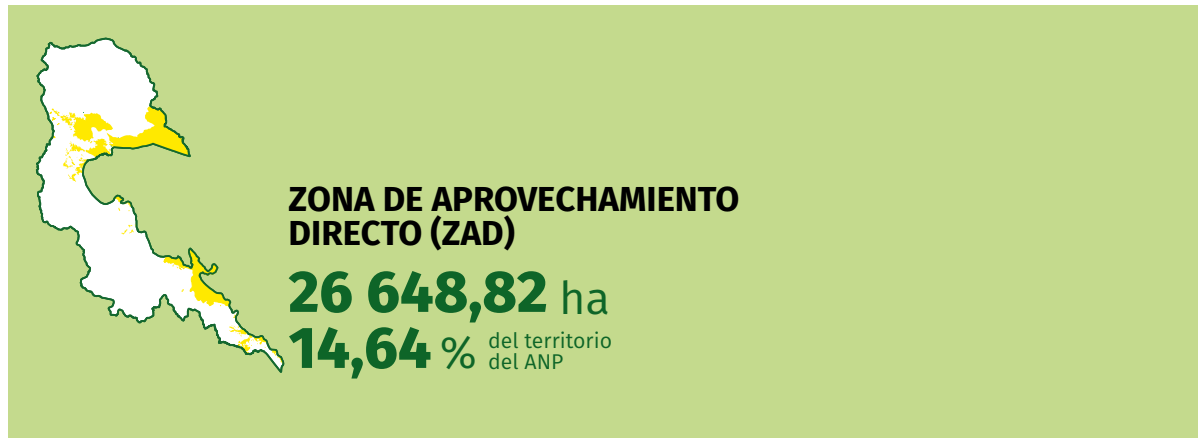 ZONA DE APROVECHAMIENTO
DIRECTO (ZAD)
26 648,82 ha
14,64 % del territorio
del ANP